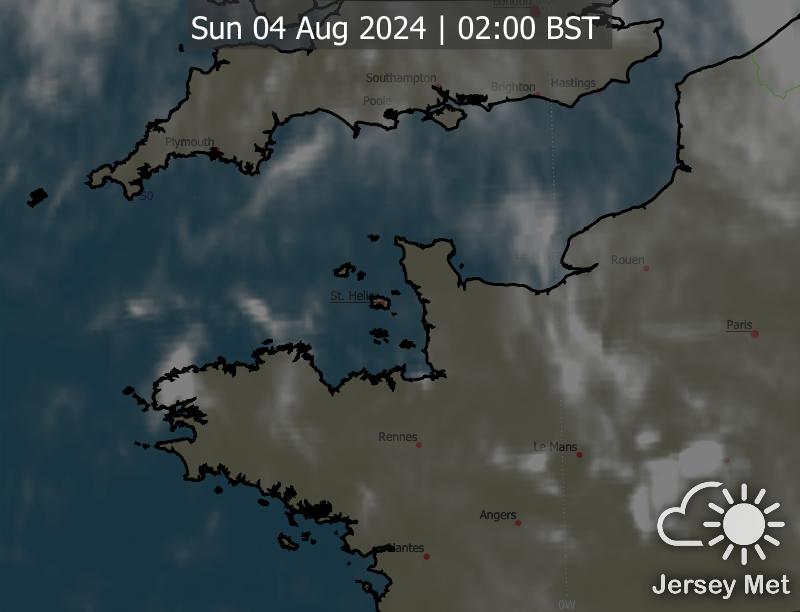 London
Sun 04 Aug 2024 | 02:00 BST
Southampton
Brighton
Hastings
Poole
Plymouth
50
Rouen
St. Helier
Paris
Rennes
Le Mans
Angers
Nantes
Jersey Met
0W